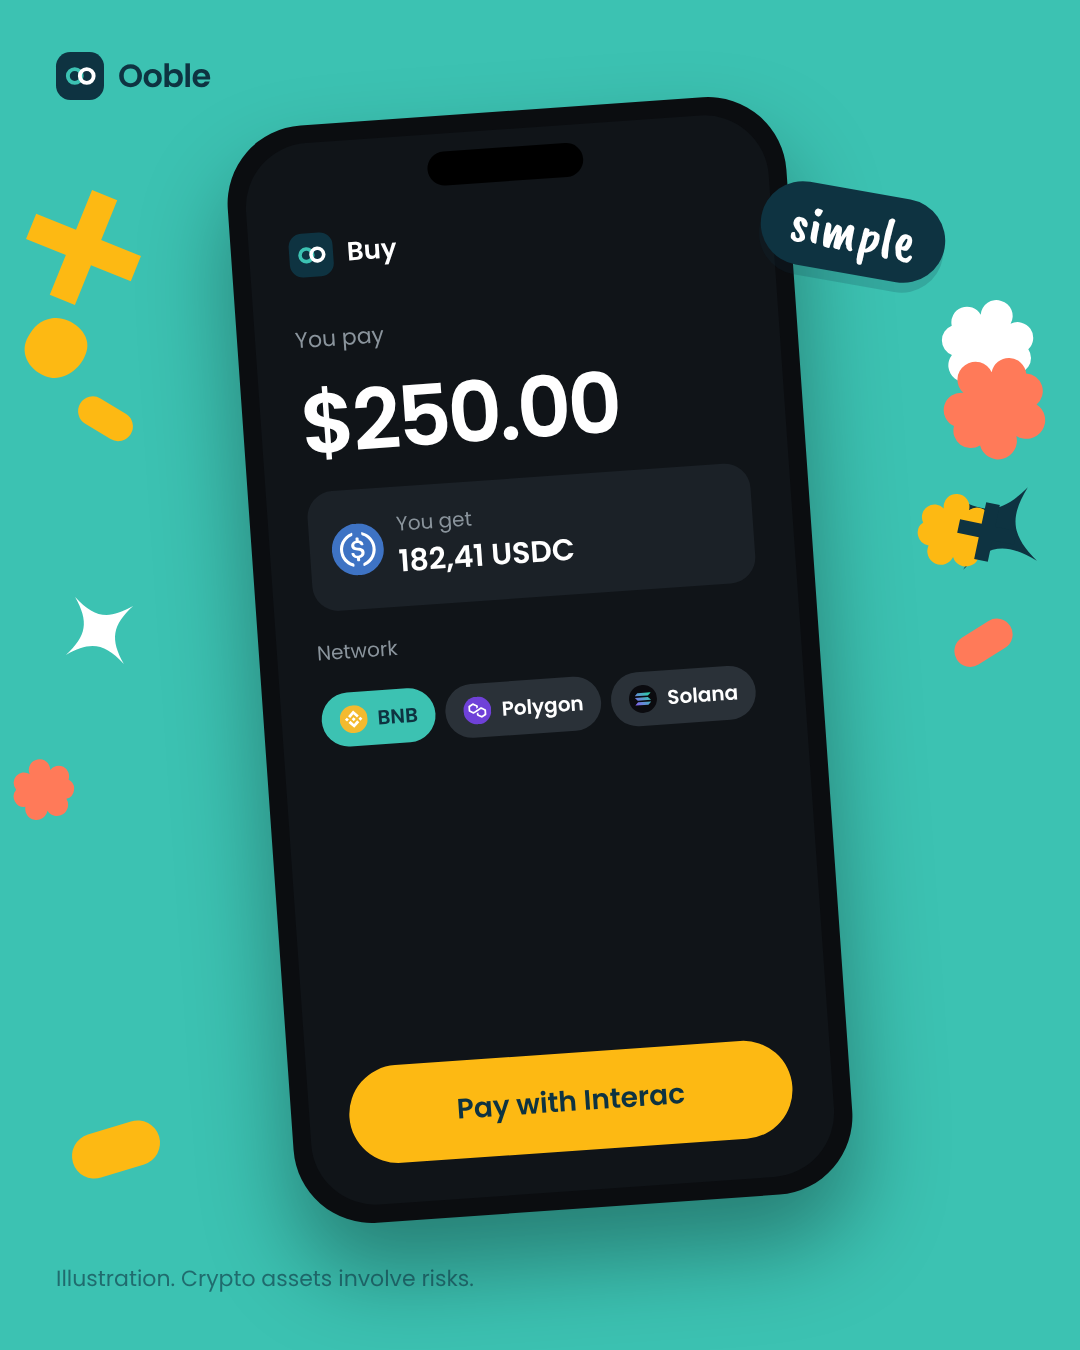 Ooble
simple
Buy
You pay
$250.00
You get
182,41 USDC
Network
BNB
Polygon
Solana
Pay with Interac
Illustration. Crypto assets involve risks.